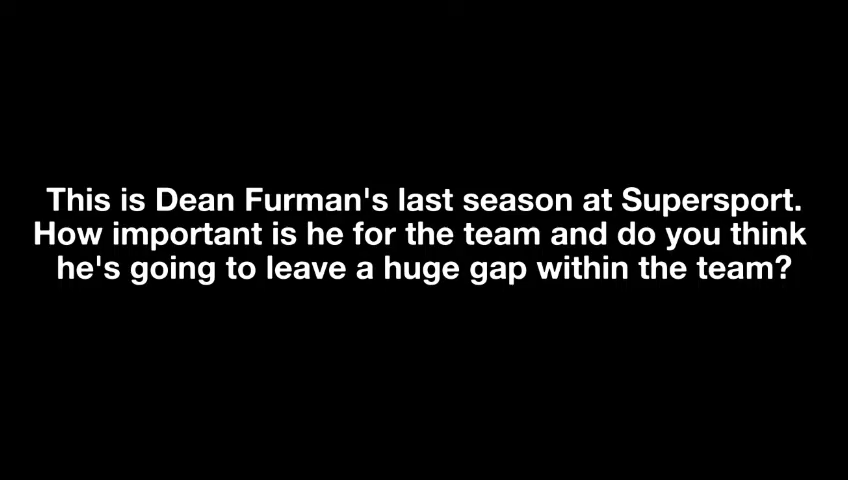 This is Dean Furman's last season at Supersport.
How important is he for the team and do you think
he's going to leave a huge gap within the team?